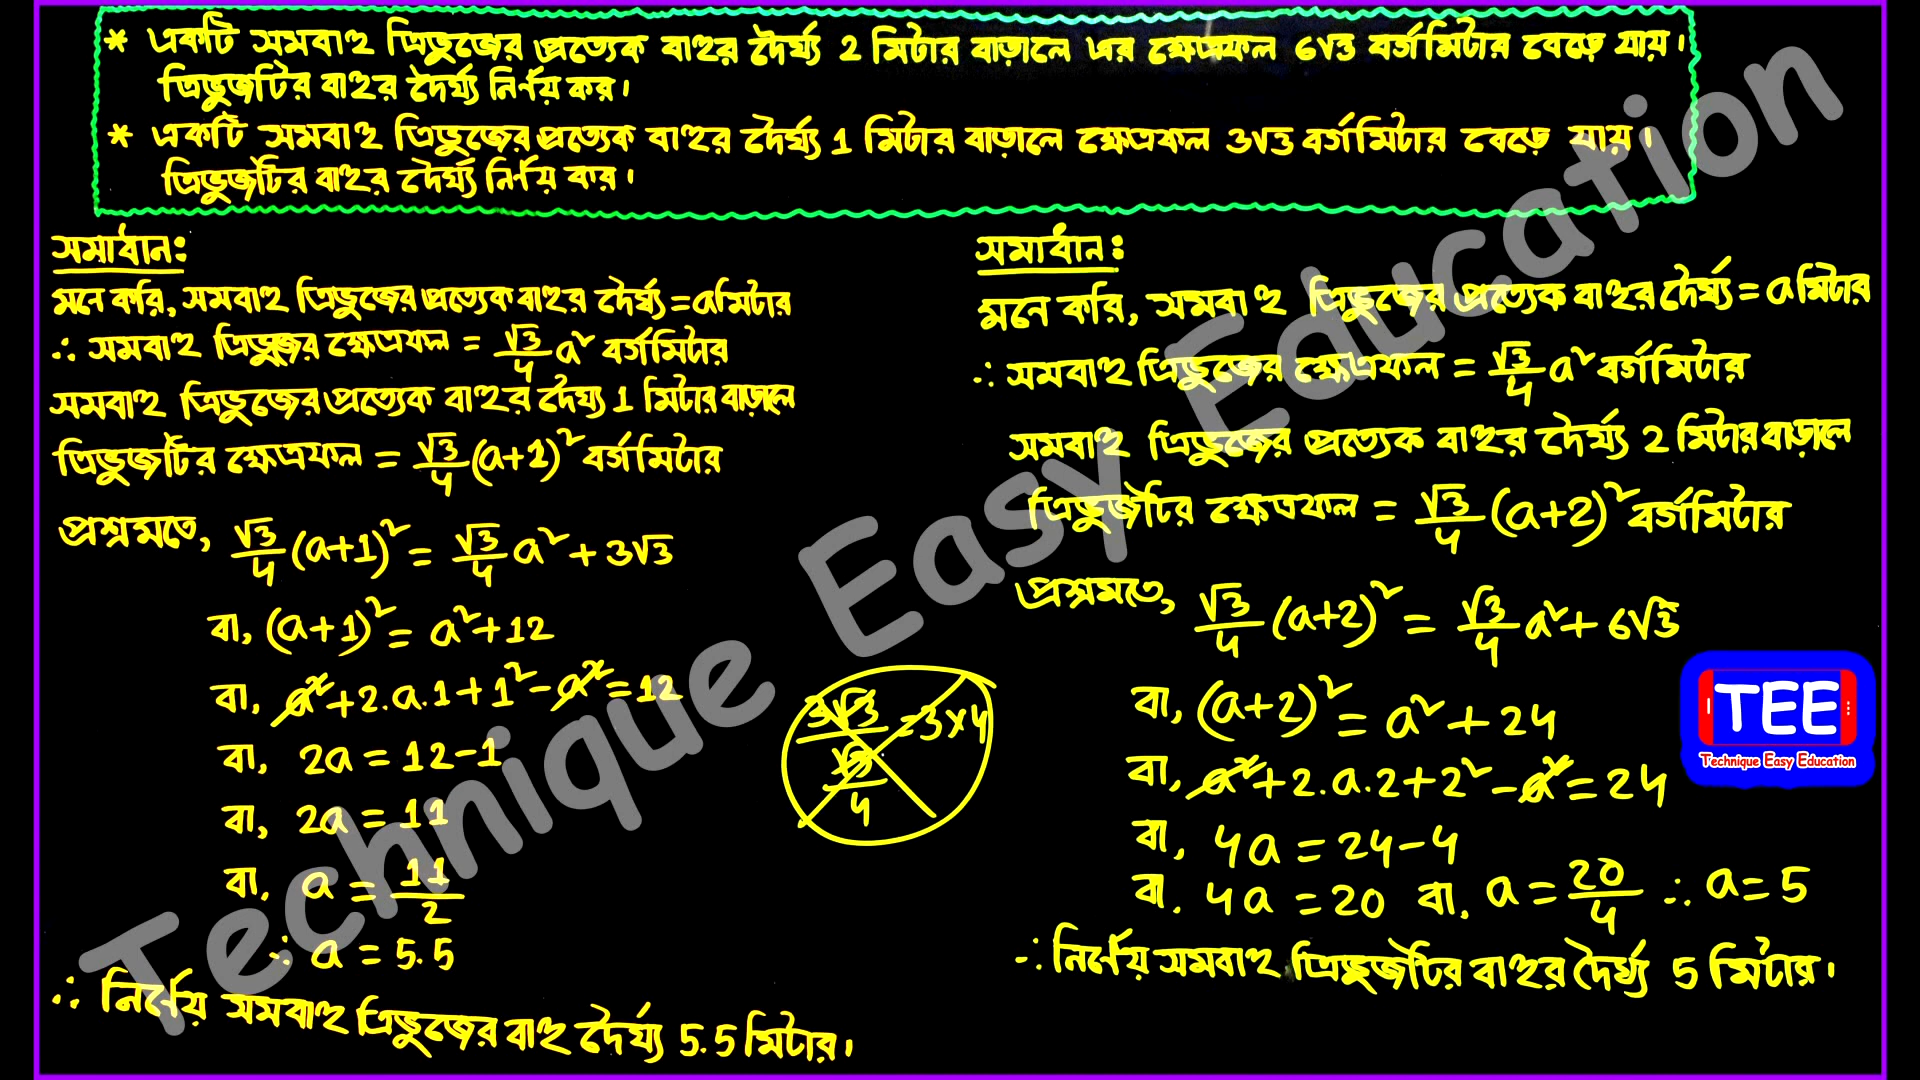 * একটি সমবাহু ত্রিভুজের প্রত্যেক বাহুর দৈর্ঘ্য 2 মিটার বাড়ালে এর ক্ষেত্রফল 6√3 বর্গমিটার বেড়ে যায়।
ত্রিভুজটির বাহুর দৈর্ঘ্য নির্ণয় কর।
* একটি সমবাহু ত্রিভুজের প্রত্যেক বাহুর দৈর্ঘ্য 1 মিটার বাড়ালে ক্ষেত্রফল 3√3 বর্গমিটার বেড়ে যায়।
ত্রিভুজটির বাহুর দৈর্ঘ্য নির্ণয় কর।
সমাধান:
মনে করি, সমবাহু ত্রিভুজের প্রত্যেক বাহুর দৈর্ঘ্য = a মিটার
∴ সমবাহু ত্রিভুজের ক্ষেত্রফল = √3/4 a² বর্গমিটার
সমবাহু ত্রিভুজের প্রত্যেক বাহুর দৈর্ঘ্য 1 মিটার বাড়ালে
ত্রিভুজটির ক্ষেত্রফল = √3/4 (a+1)² বর্গমিটার
প্রশ্নমতে, √3/4 (a+1)² = √3/4 a² + 3√3
বা, (a+1)² = a²+12
বা, a²+2.a.1+1²-a²=12
বা, 2a = 12-1
বা, 2a = 11
বা, a = 11/2
∴ a = 5.5
∴ নির্ণেয় সমবাহু ত্রিভুজের বাহু দৈর্ঘ্য 5.5 মিটার।
3√3/(√3/4) = 3×4
সমাধান:
মনে করি, সমবাহু ত্রিভুজের প্রত্যেক বাহুর দৈর্ঘ্য = a মিটার
∴ সমবাহু ত্রিভুজের ক্ষেত্রফল = √3/4 a² বর্গমিটার
সমবাহু ত্রিভুজের প্রত্যেক বাহুর দৈর্ঘ্য 2 মিটার বাড়ালে
ত্রিভুজটির ক্ষেত্রফল = √3/4 (a+2)² বর্গমিটার
প্রশ্নমতে, √3/4 (a+2)² = √3/4 a² + 6√3
বা, (a+2)² = a² + 24
বা, a²+2.a.2+2²-a²=24
বা, 4a = 24-4
বা. 4a = 20 বা. a = 20/4 ∴ a = 5
∴ নির্ণেয় সমবাহু ত্রিভুজটির বাহুর দৈর্ঘ্য 5 মিটার।
TEE
Technique Easy Education
Technique Easy Education